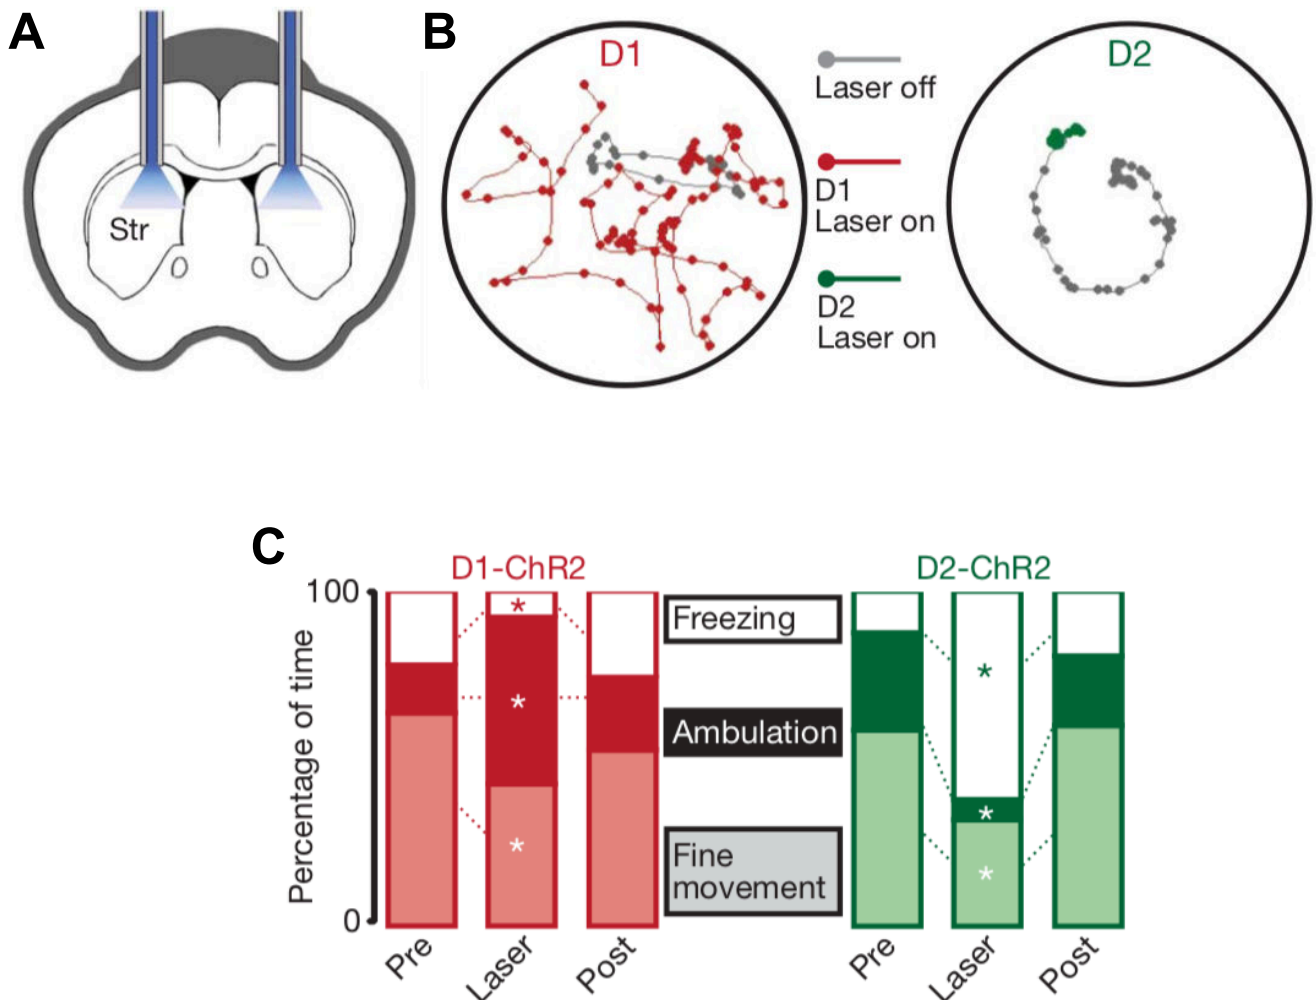 A
Str
B
D1
Laser off
D1
Laser on
D2
Laser on
D2
C
D1-ChR2
D2-ChR2
100
0
Percentage of time
*
*
*
Freezing
Ambulation
Fine
movement
*
*
*
Pre
Laser
Post
Pre
Laser
Post